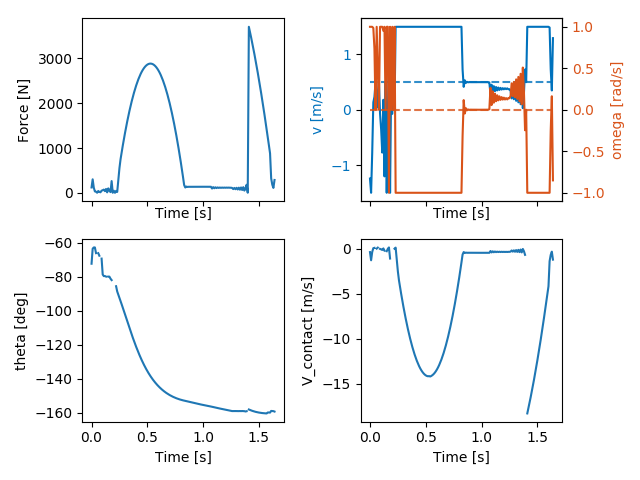 Force [N]
3000
2000
1000
0
Time [s]
v [m/s]
1
0
−1
Time [s]
1.0
0.5
0.0
−0.5
−1.0
omega [rad/s]
theta [deg]
−60
−80
−100
−120
−140
−160
0.0 0.5 1.0 1.5
Time [s]
V_contact [m/s]
0
−5
−10
−15
0.0 0.5 1.0 1.5
Time [s]